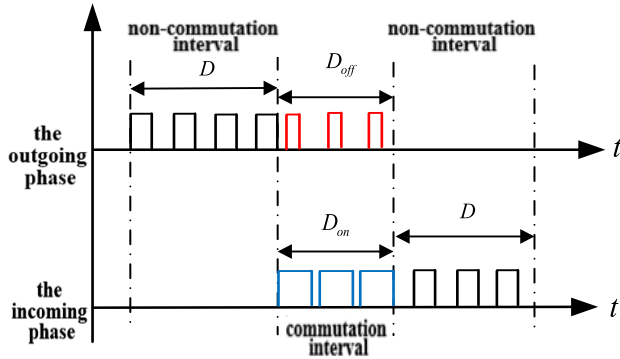 non-commutation
interval
non-commutation
interval
D
D_off
the
outgoing
phase
t
D_on
D
the
incoming
phase
t
commutation
interval